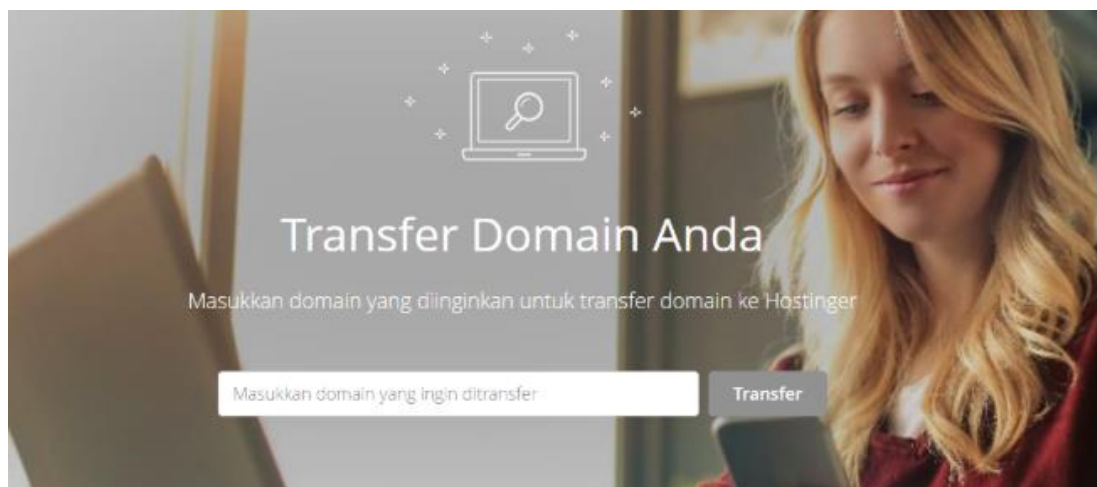 Transfer Domain Anda
Masukkan domain yang diinginkan untuk transfer domain ke Hostinger
Masukkan domain yang ingin ditransfer
Transfer